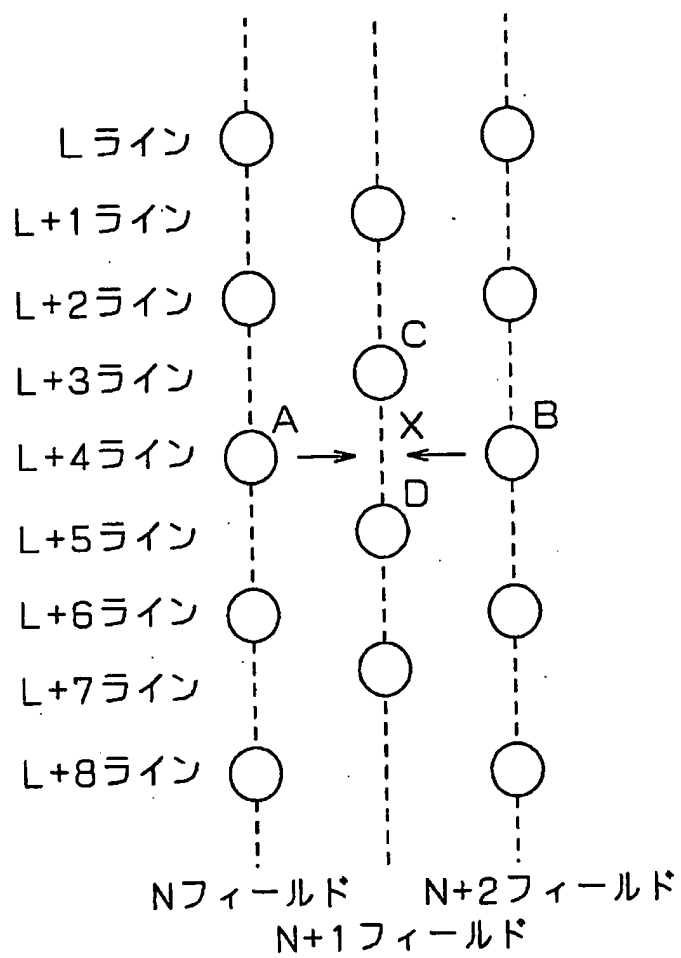 Lライン
L+1ライン
L+2ライン
C
L+3ライン
A
X
B
L+4ライン
D
L+5ライン
L+6ライン
L+7ライン
L+8ライン
Nフィールド
N+2フィールド
N+1フィールド